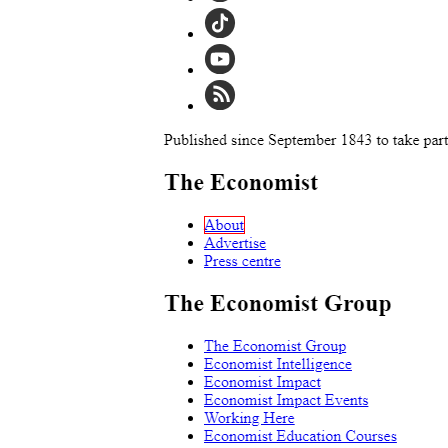 Published since September 1843 to take part
The Economist
About
Advertise
Press centre
The Economist Group
The Economist Group
Economist Intelligence
Economist Impact
Economist Impact Events
Working Here
Economist Education Courses